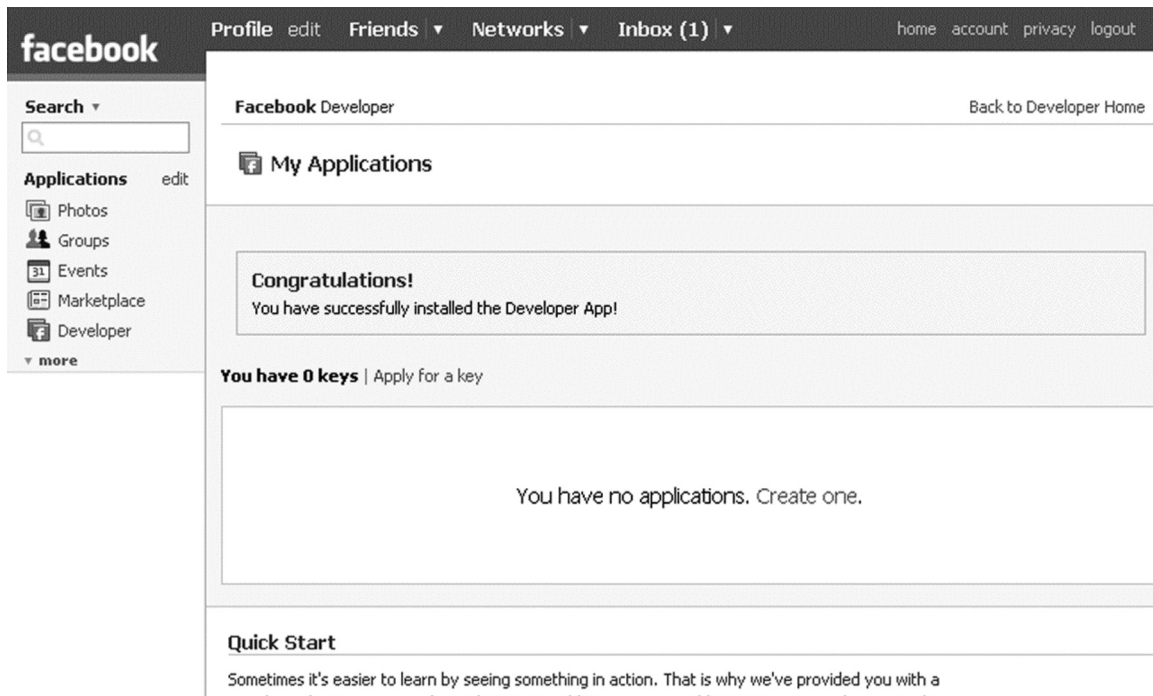 facebook
Profile edit Friends Networks Inbox (1) home account privacy logout
Search
Applications edit
Photos
Groups
31 Events
Marketplace
Developer
more
Facebook Developer Back to Developer Home
My Applications
Congratulations!
You have successfully installed the Developer App!
You have 0 keys | Apply for a key
You have no applications. Create one.
Quick Start
Sometimes it's easier to learn by seeing something in action. That is why we've provided you with a